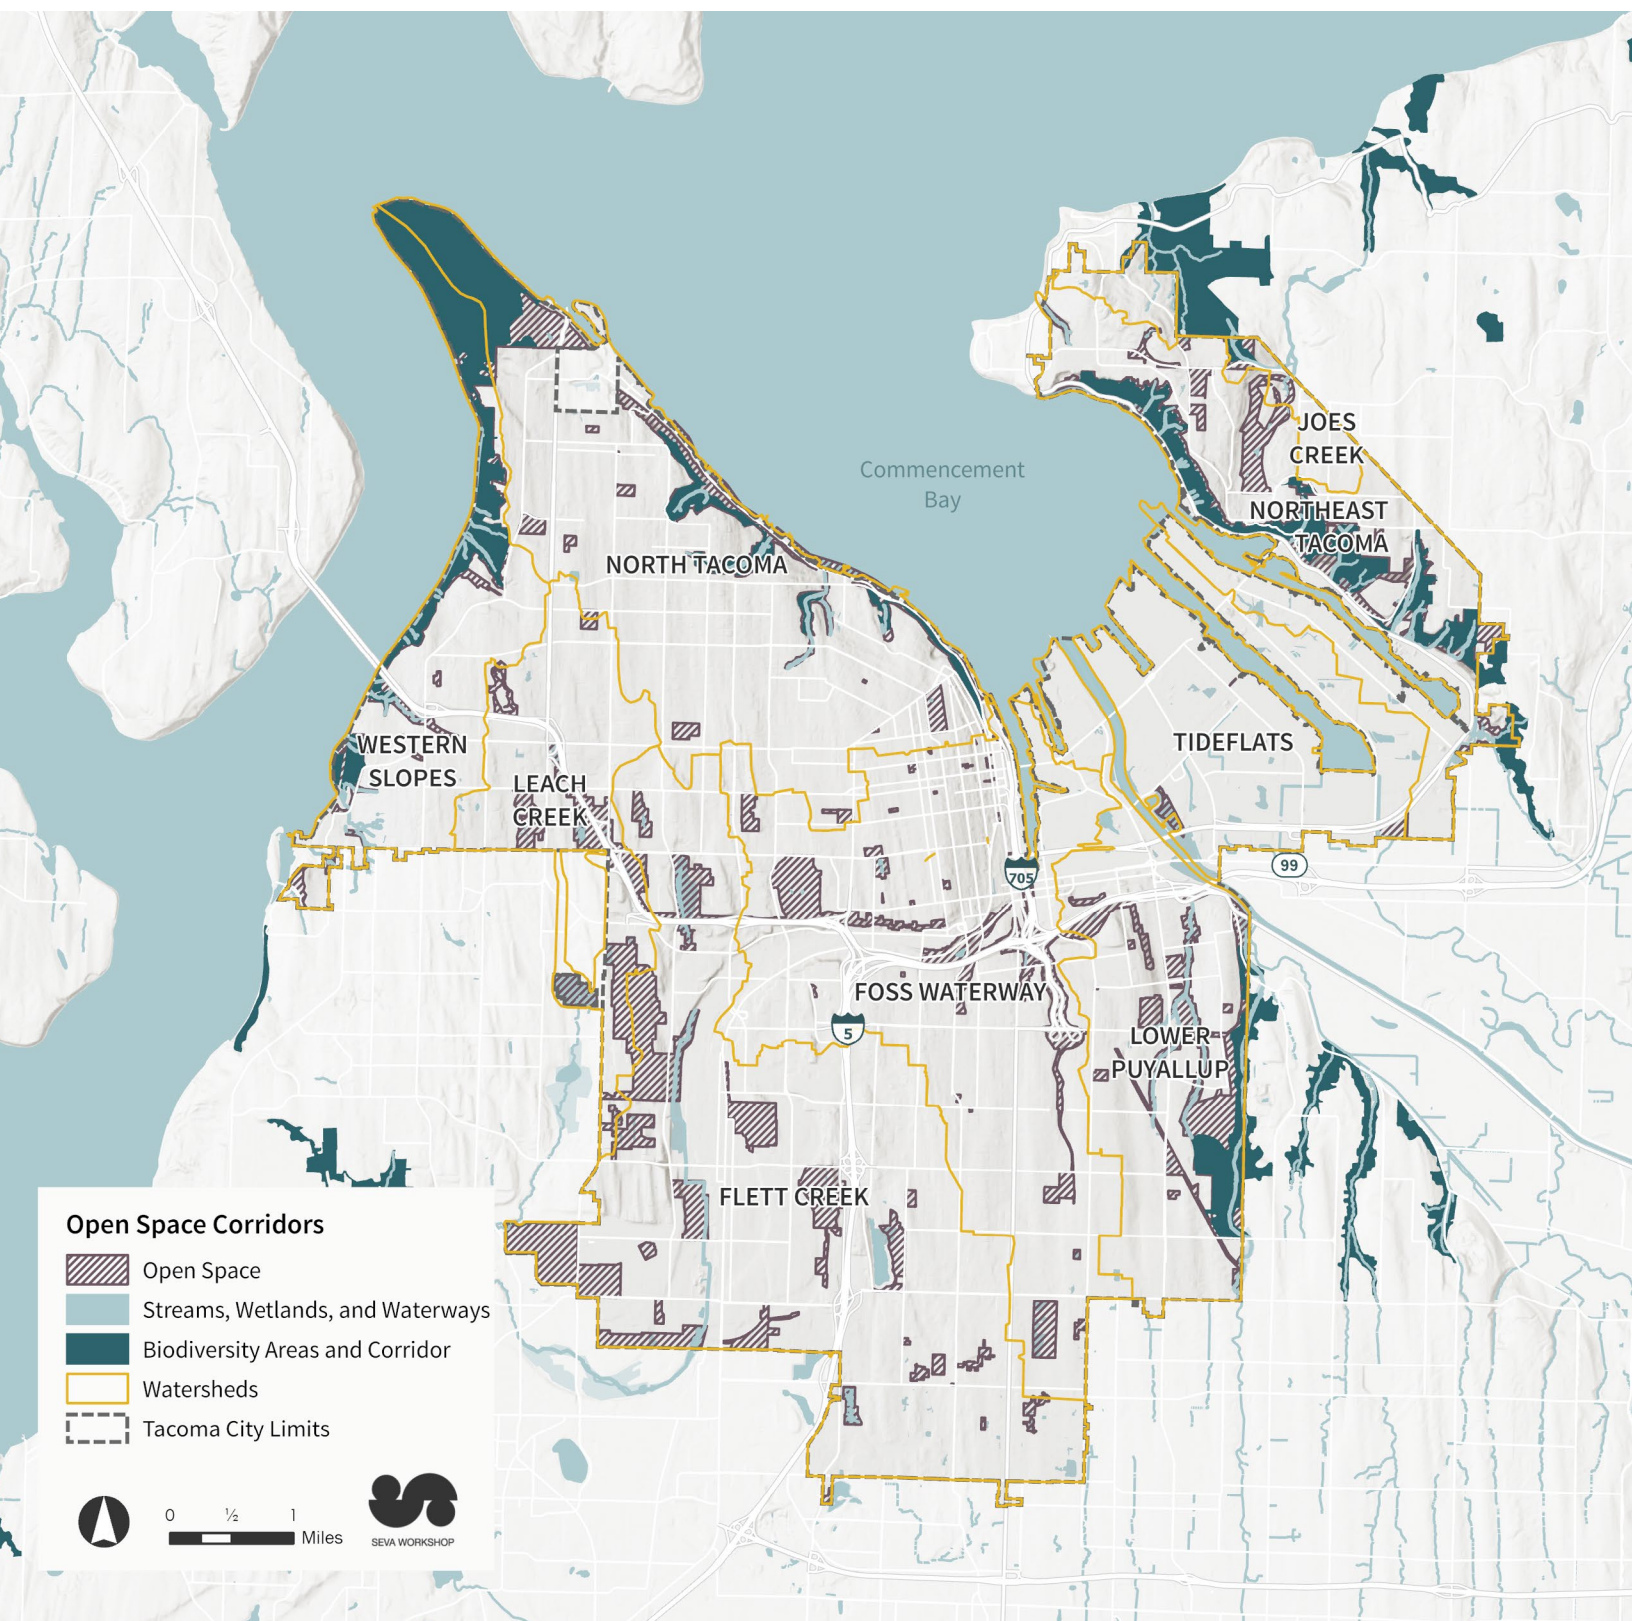 Commencement
Bay
JOES
CREEK
NORTHEAST
TACOMA
NORTH TACOMA
WESTERN
SLOPES
LEACH
CREEK
TIDEFLATS
705
99
FOSS WATERWAY
5
LOWER
PUYALLUP
FLETT CREEK
Open Space Corridors
Open Space
Streams, Wetlands, and Waterways
Biodiversity Areas and Corridor
Watersheds
Tacoma City Limits
0 ½ 1
Miles
SEVA WORKSHOP